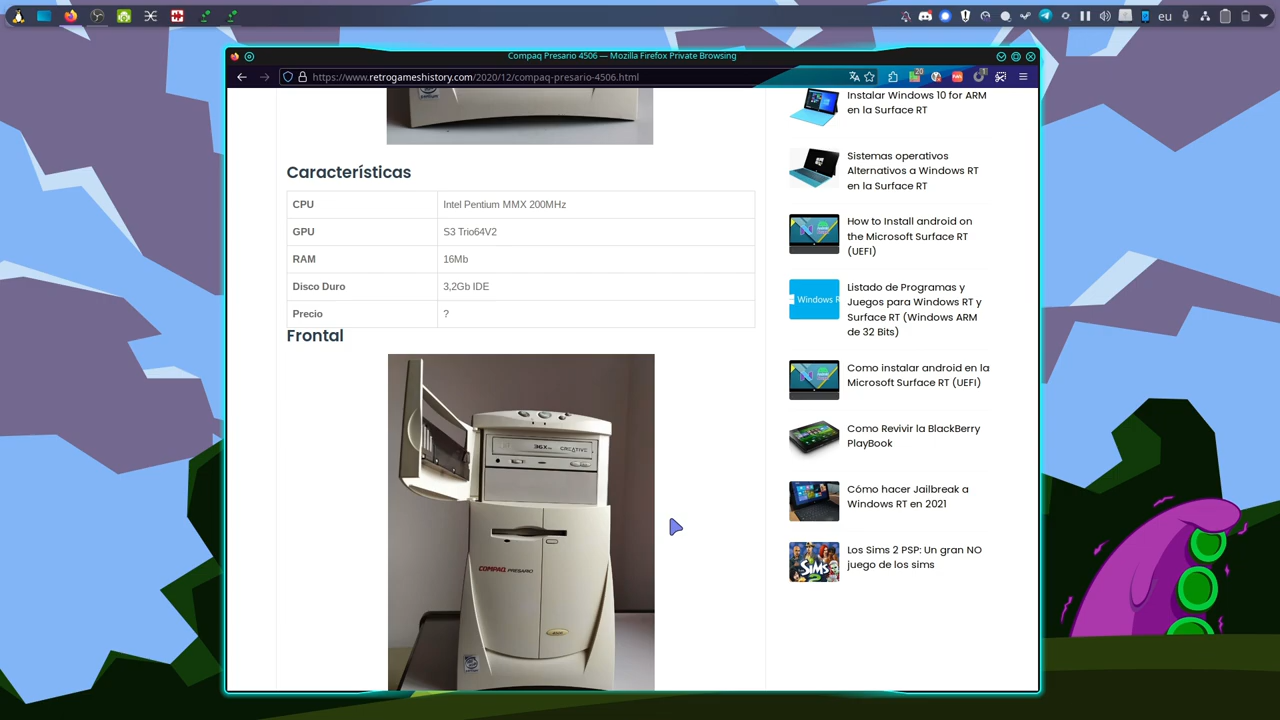 eu
Compaq Presario 4506 — Mozilla Firefox Private Browsing
https://www.retrogameshistory.com/2020/12/compaq-presario-4506.html
20
1
Características
CPU
Intel Pentium MMX 200MHz
GPU
S3 Trio64V2
RAM
16Mb
Disco Duro
3,2Gb IDE
Precio
?
Frontal
36X
CREATIVE
COMPAQ PRESARIO
Instalar Windows 10 for ARM
en la Surface RT
Sistemas operativos
Alternativos a Windows RT
en la Surface RT
How to Install android on
the Microsoft Surface RT
(UEFI)
Windows R
Listado de Programas y
Juegos para Windows RT y
Surface RT (Windows ARM
de 32 Bits)
Como instalar android en la
Microsoft Surface RT (UEFI)
Como Revivir la BlackBerry
PlayBook
Cómo hacer Jailbreak a
Windows RT en 2021
SIMS
2
Los Sims 2 PSP: Un gran NO
juego de los sims